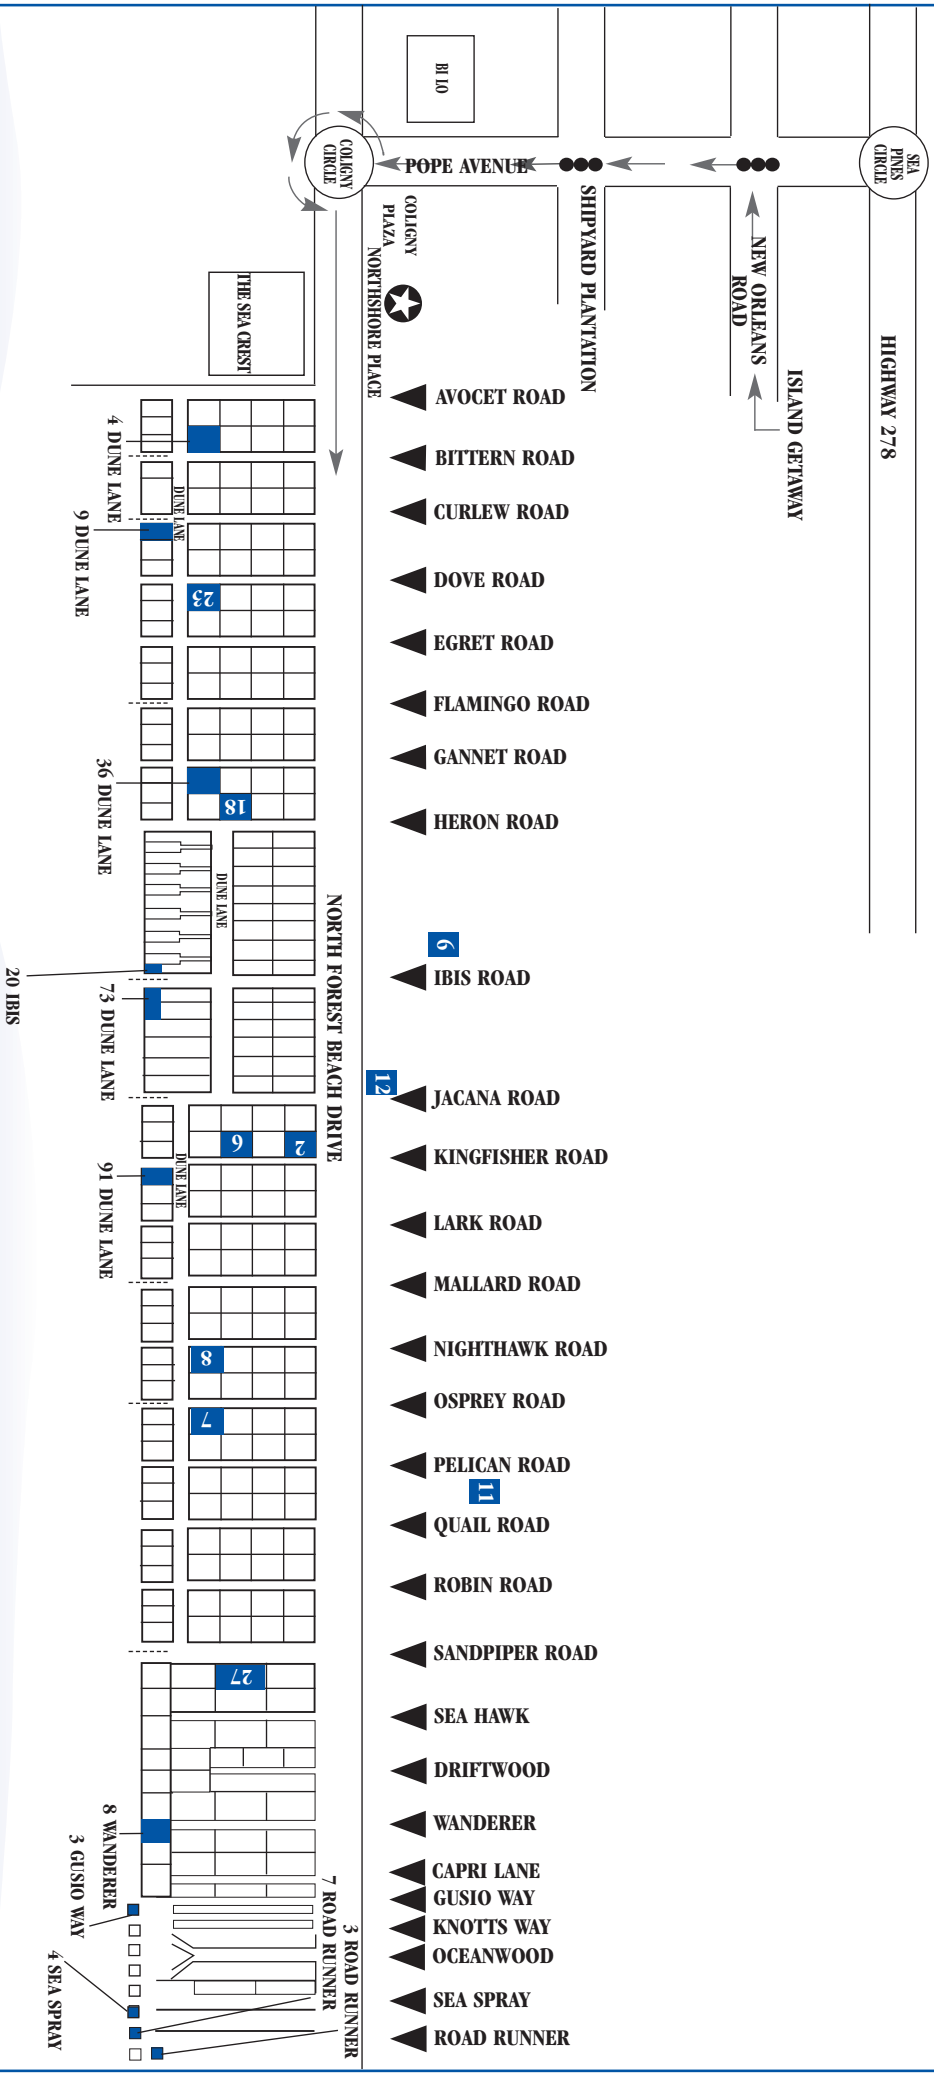 BI LO
SEA
PINES
CIRCLE
COLIGNY
CIRCLE
POPE AVENUE
COLIGNY
PLAZA
SHIPYARD PLANTATION
NEW ORLEANS
ROAD
NORTHSHORE PLACE
THE SEA CREST
HIGHWAY 278
ISLAND GETAWAY
AVOCET ROAD
4 DUNE LANE
BITTERN ROAD
DUNE LANE
CURLEW ROAD
9 DUNE LANE
DOVE ROAD
23
EGRET ROAD
FLAMINGO ROAD
GANNET ROAD
36 DUNE LANE
18
HERON ROAD
DUNE LANE
NORTH FOREST BEACH DRIVE
6
IBIS ROAD
20 IBIS
73 DUNE LANE
12
JACANA ROAD
6
2
KINGFISHER ROAD
DUNE LANE
91 DUNE LANE
LARK ROAD
MALLARD ROAD
NIGHTHAWK ROAD
8
OSPREY ROAD
7
PELICAN ROAD
11
QUAIL ROAD
ROBIN ROAD
SANDPIPER ROAD
27
SEA HAWK
DRIFTWOOD
WANDERER
8 WANDERER
3 GUSIO WAY
CAPRI LANE
GUSIO WAY
KNOTTS WAY
OCEANWOOD
7 ROAD RUNNER
3 ROAD RUNNER
4 SEA SPRAY
SEA SPRAY
ROAD RUNNER